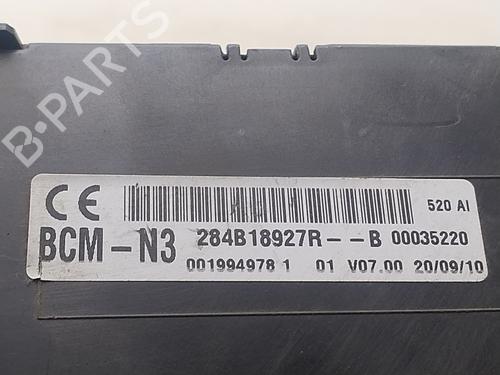 B-PARTS
CE 520 AI
BCM-N3 284B18927R--B 00035220
001994978 1 01 V07.00 20/09/10